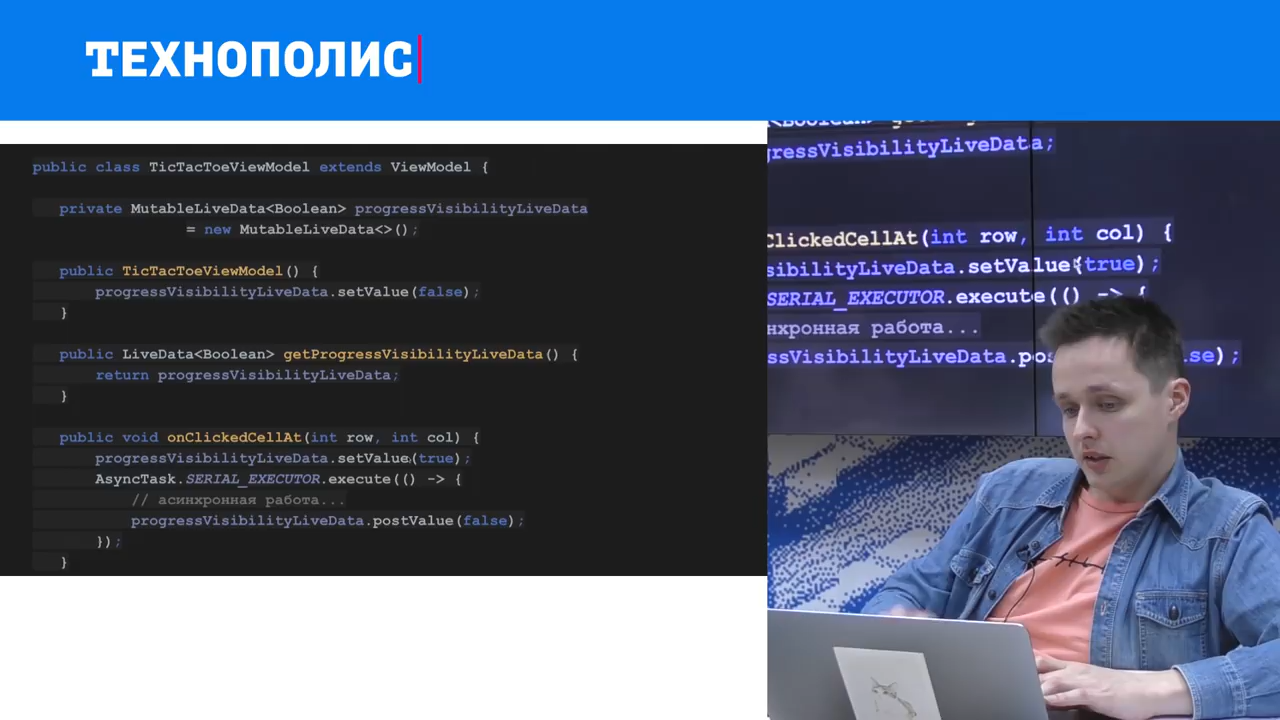 ТЕХНОПОЛИС
public class TicTacToeViewModel extends ViewModel {
private MutableLiveData<Boolean> progressVisibilityLiveData
= new MutableLiveData<>();
public TicTacToeViewModel() {
progressVisibilityLiveData.setValue(false);
}
public LiveData<Boolean> getProgressVisibilityLiveData() {
return progressVisibilityLiveData;
}
public void onClickedCellAt(int row, int col) {
progressVisibilityLiveData.setValue(true);
AsyncTask.SERIAL_EXECUTOR.execute(() -> {
// асинхронная работа...
progressVisibilityLiveData.postValue(false);
});
}
gressVisibilityLiveData;
ClickedCellAt(int row, int col) {
sibilityLiveData.setValue(true);
SERIAL_EXECUTOR.execute(() -> {
нхронная работа...
ssVisibilityLiveData.pos se);